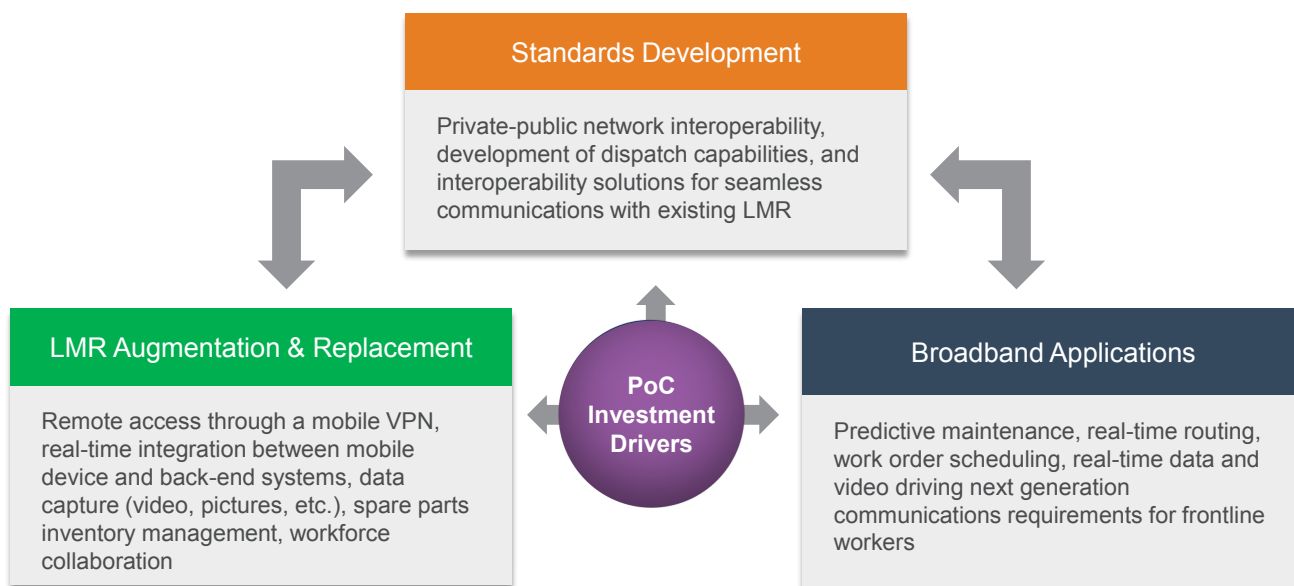 Standards Development
Private-public network interoperability,
development of dispatch capabilities, and
interoperability solutions for seamless
communications with existing LMR
LMR Augmentation & Replacement
Remote access through a mobile VPN,
real-time integration between mobile
device and back-end systems, data
capture (video, pictures, etc.), spare parts
inventory management, workforce
collaboration
PoC
Investment
Drivers
Broadband Applications
Predictive maintenance, real-time routing,
work order scheduling, real-time data and
video driving next generation
communications requirements for frontline
workers